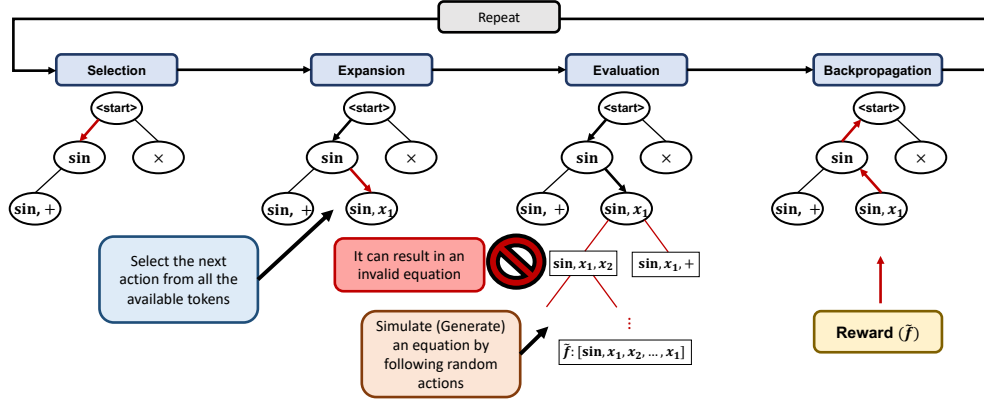 Repeat
Selection
Expansion
Evaluation
Backpropagation
<start>
sin
×
sin, +
<start>
sin
×
sin, +
sin, x₁
<start>
sin
×
sin, +
sin, x₁
<start>
sin
×
sin, +
sin, x₁
Select the next
action from all the
available tokens
It can result in an
invalid equation
sin, x₁, x₂
sin, x₁, +
Simulate (Generate)
an equation by
following random
actions
⋮
f̃: [sin, x₁, x₂, ..., x₁]
Reward (f̃)